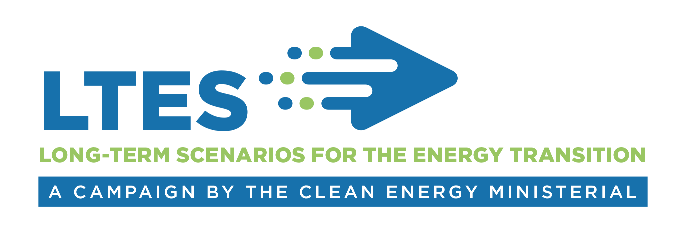 LTES
LONG-TERM SCENARIOS FOR THE ENERGY TRANSITION
A CAMPAIGN BY THE CLEAN ENERGY MINISTERIAL